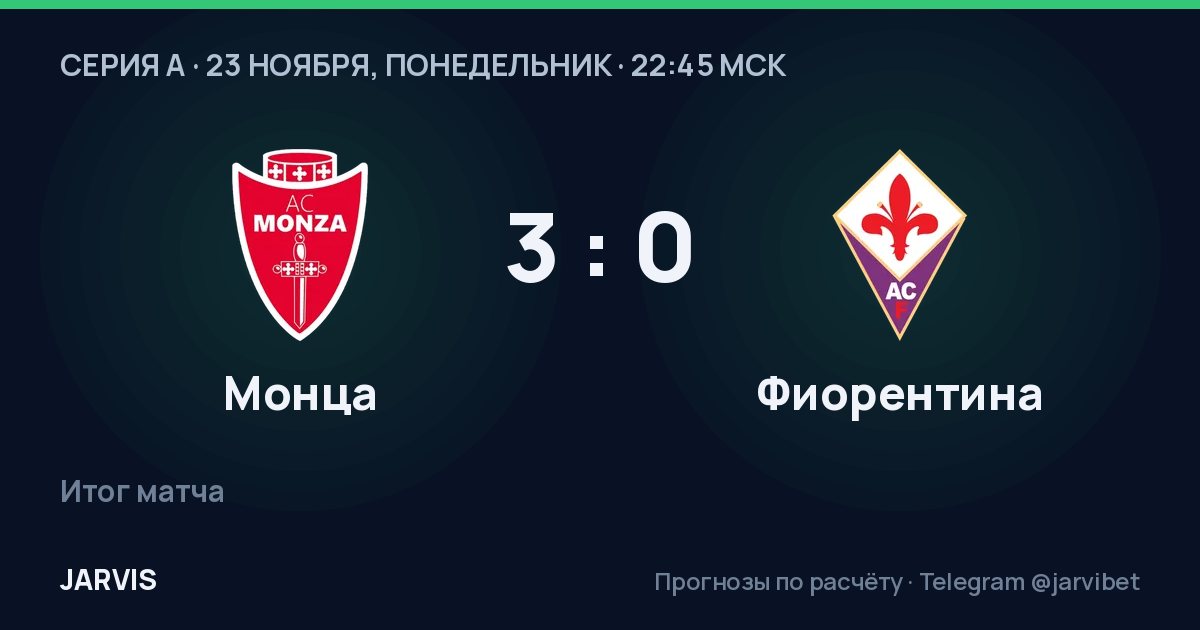 СЕРИЯ А · 23 НОЯБРЯ, ПОНЕДЕЛЬНИК · 22:45 МСК
AC
MONZA
3 : 0
AC
F
Монца
Фиорентина
Итог матча
JARVIS
Прогнозы по расчёту · Telegram @jarvibet